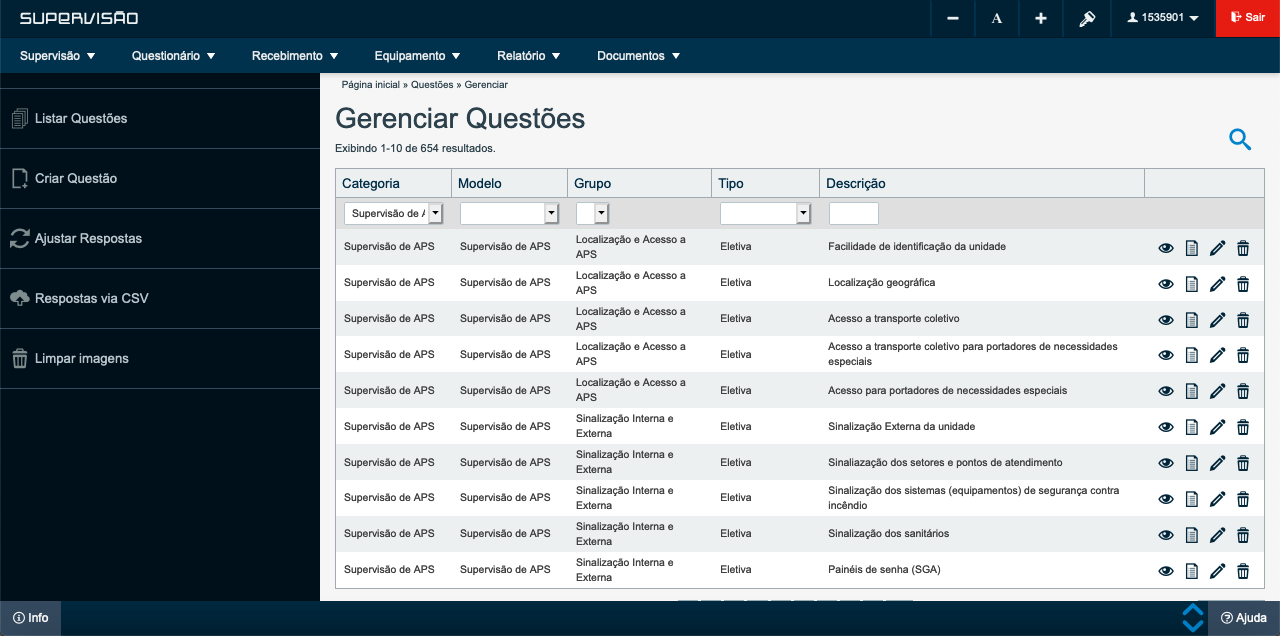 SUPERVISÃO
A
1535901
Sair
Supervisão
Questionário
Recebimento
Equipamento
Relatório
Documentos
Listar Questões
Criar Questão
Ajustar Respostas
Respostas via CSV
Limpar imagens
Página inicial » Questões » Gerenciar
Gerenciar Questões
Exibindo 1-10 de 654 resultados.
Categoria Modelo Grupo Tipo Descrição
Supervisão de A
Supervisão de APS Supervisão de APS Localização e Acesso a Eletiva Facilidade de identificação da unidade
APS
Supervisão de APS Supervisão de APS Localização e Acesso a Eletiva Localização geográfica
APS
Supervisão de APS Supervisão de APS Localização e Acesso a Eletiva Acesso a transporte coletivo
APS
Supervisão de APS Supervisão de APS Localização e Acesso a Eletiva Acesso a transporte coletivo para portadores de necessidades
APS especiais
Supervisão de APS Supervisão de APS Localização e Acesso a Eletiva Acesso para portadores de necessidades especiais
APS
Supervisão de APS Supervisão de APS Sinalização Interna e Eletiva Sinalização Externa da unidade
Externa
Supervisão de APS Supervisão de APS Sinalização Interna e Eletiva Sinaliazação dos setores e pontos de atendimento
Externa
Supervisão de APS Supervisão de APS Sinalização Interna e Eletiva Sinalização dos sistemas (equipamentos) de segurança contra
Externa incêndio
Supervisão de APS Supervisão de APS Sinalização Interna e Eletiva Sinalização dos sanitários
Externa
Supervisão de APS Supervisão de APS Sinalização Interna e Eletiva Painéis de senha (SGA)
Externa
Info
Ajuda